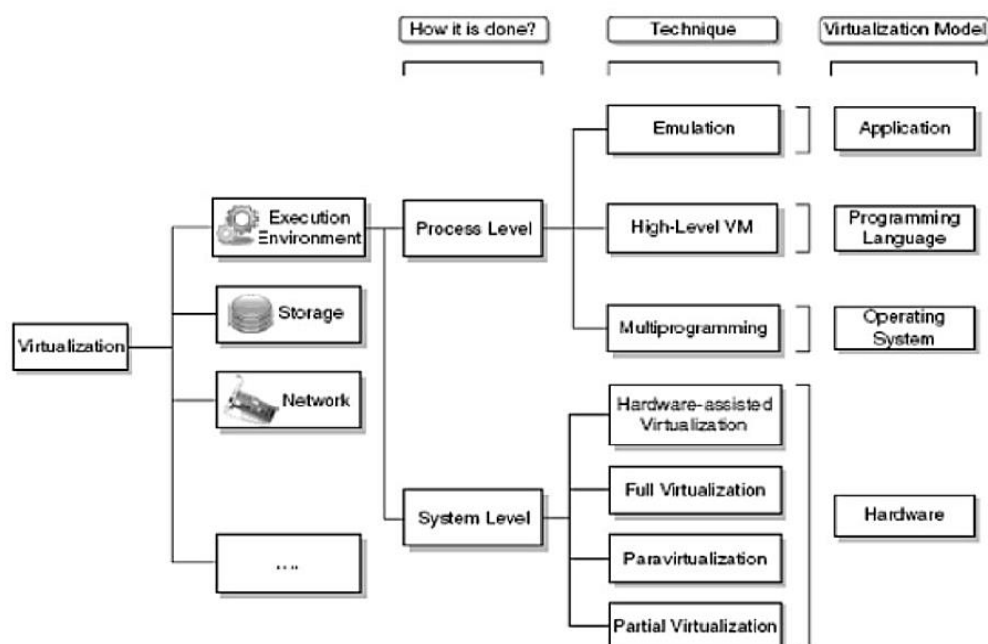 How it is done?
Technique
Virtualization Model
Emulation
Application
Execution
Environment
Process Level
High-Level VM
Programming
Language
Storage
Multiprogramming
Operating
System
Virtualization
Network
Hardware-assisted
Virtualization
System Level
Full Virtualization
Hardware
Paravirtualization
....
Partial Virtualization